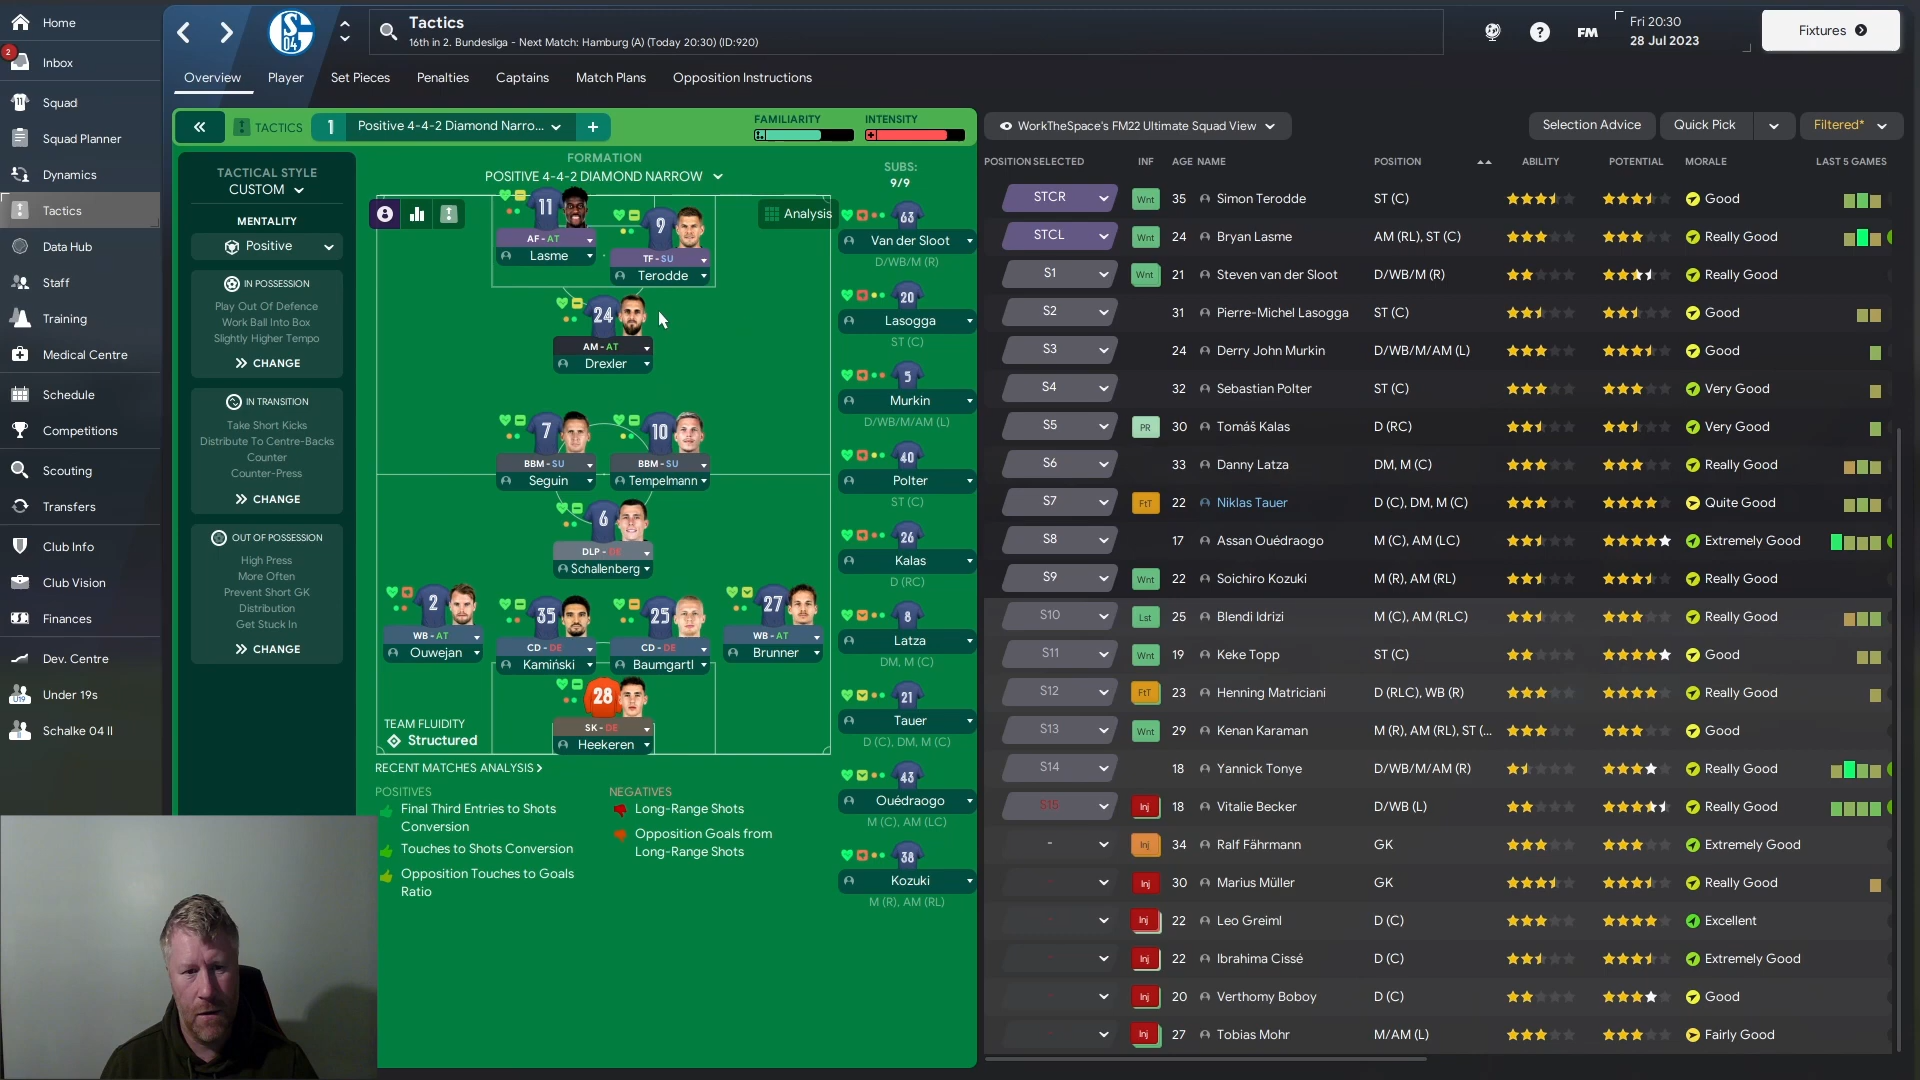 Home
2
Inbox
Squad
Squad Planner
Dynamics
Tactics
Data Hub
Staff
Training
Medical Centre
Schedule
Competitions
Scouting
Transfers
Club Info
Club Vision
Finances
Dev. Centre
Under 19s
Schalke 04 II
Tactics
16th in 2. Bundesliga - Next Match: Hamburg (A) (Today 20:30) (ID:920)
FM
Fri 20:30
28 Jul 2023
Fixtures
Overview
Player
Set Pieces
Penalties
Captains
Match Plans
Opposition Instructions
TACTICS
1
Positive 4-4-2 Diamond Narro...
FAMILIARITY
INTENSITY
TACTICAL STYLE
CUSTOM
MENTALITY
Positive
IN POSSESSION
Play Out Of Defence
Work Ball Into Box
Slightly Higher Tempo
CHANGE
IN TRANSITION
Take Short Kicks
Distribute To Centre-Backs
Counter
Counter-Press
CHANGE
OUT OF POSSESSION
High Press
More Often
Prevent Short GK
Distribution
Get Stuck In
CHANGE
FORMATION
POSITIVE 4-4-2 DIAMOND NARROW
Analysis
11
AF - AT
Lasme
9
TF - SU
Terodde
24
AM - AT
Drexler
7
BBM - SU
Seguin
10
BBM - SU
Tempelmann
6
DLP - DE
Schallenberg
2
WB - AT
Ouwejan
35
CD - DE
Kamiński
25
CD - DE
Baumgartl
27
WB - AT
Brunner
28
SK - DE
Heekeren
TEAM FLUIDITY
Structured
RECENT MATCHES ANALYSIS
POSITIVES
Final Third Entries to Shots
Conversion
Touches to Shots Conversion
Opposition Touches to Goals
Ratio
NEGATIVES
Long-Range Shots
Opposition Goals from
Long-Range Shots
SUBS:
9/9
63
Van der Sloot
D/WB/M (R)
20
Lasogga
ST (C)
5
Murkin
D/WB/M/AM (L)
40
Polter
ST (C)
26
Kalas
D (RC)
8
Latza
DM, M (C)
21
Tauer
D (C), DM, M (C)
43
Ouédraogo
M (C), AM (LC)
38
Kozuki
M (R), AM (RL)
WorkTheSpace's FM22 Ultimate Squad View
Selection Advice
Quick Pick
Filtered*
POSITION SELECTED INF AGE NAME POSITION ABILITY POTENTIAL MORALE LAST 5 GAMES
STCR Wnt 35 Simon Terodde ST (C) Good
STCL Wnt 24 Bryan Lasme AM (RL), ST (C) Really Good
S1 Wnt 21 Steven van der Sloot D/WB/M (R) Really Good
S2 31 Pierre-Michel Lasogga ST (C) Good
S3 24 Derry John Murkin D/WB/M/AM (L) Good
S4 32 Sebastian Polter ST (C) Very Good
S5 PR 30 Tomáš Kalas D (RC) Very Good
S6 33 Danny Latza DM, M (C) Really Good
S7 FtT 22 Niklas Tauer D (C), DM, M (C) Quite Good
S8 17 Assan Ouédraogo M (C), AM (LC) Extremely Good
S9 Wnt 22 Soichiro Kozuki M (R), AM (RL) Really Good
S10 Lst 25 Blendi Idrizi M (C), AM (RLC) Really Good
S11 Wnt 19 Keke Topp ST (C) Good
S12 FtT 23 Henning Matriciani D (RLC), WB (R) Really Good
S13 Wnt 29 Kenan Karaman M (R), AM (RL), ST (... Good
S14 18 Yannick Tonye D/WB/M/AM (R) Really Good
S15 Inj 18 Vitalie Becker D/WB (L) Really Good
- Inj 34 Ralf Fährmann GK Extremely Good
Inj 30 Marius Müller GK Really Good
Inj 22 Leo Greiml D (C) Excellent
Inj 22 Ibrahima Cissé D (C) Extremely Good
Inj 20 Verthomy Boboy D (C) Good
Inj 27 Tobias Mohr M/AM (L) Fairly Good